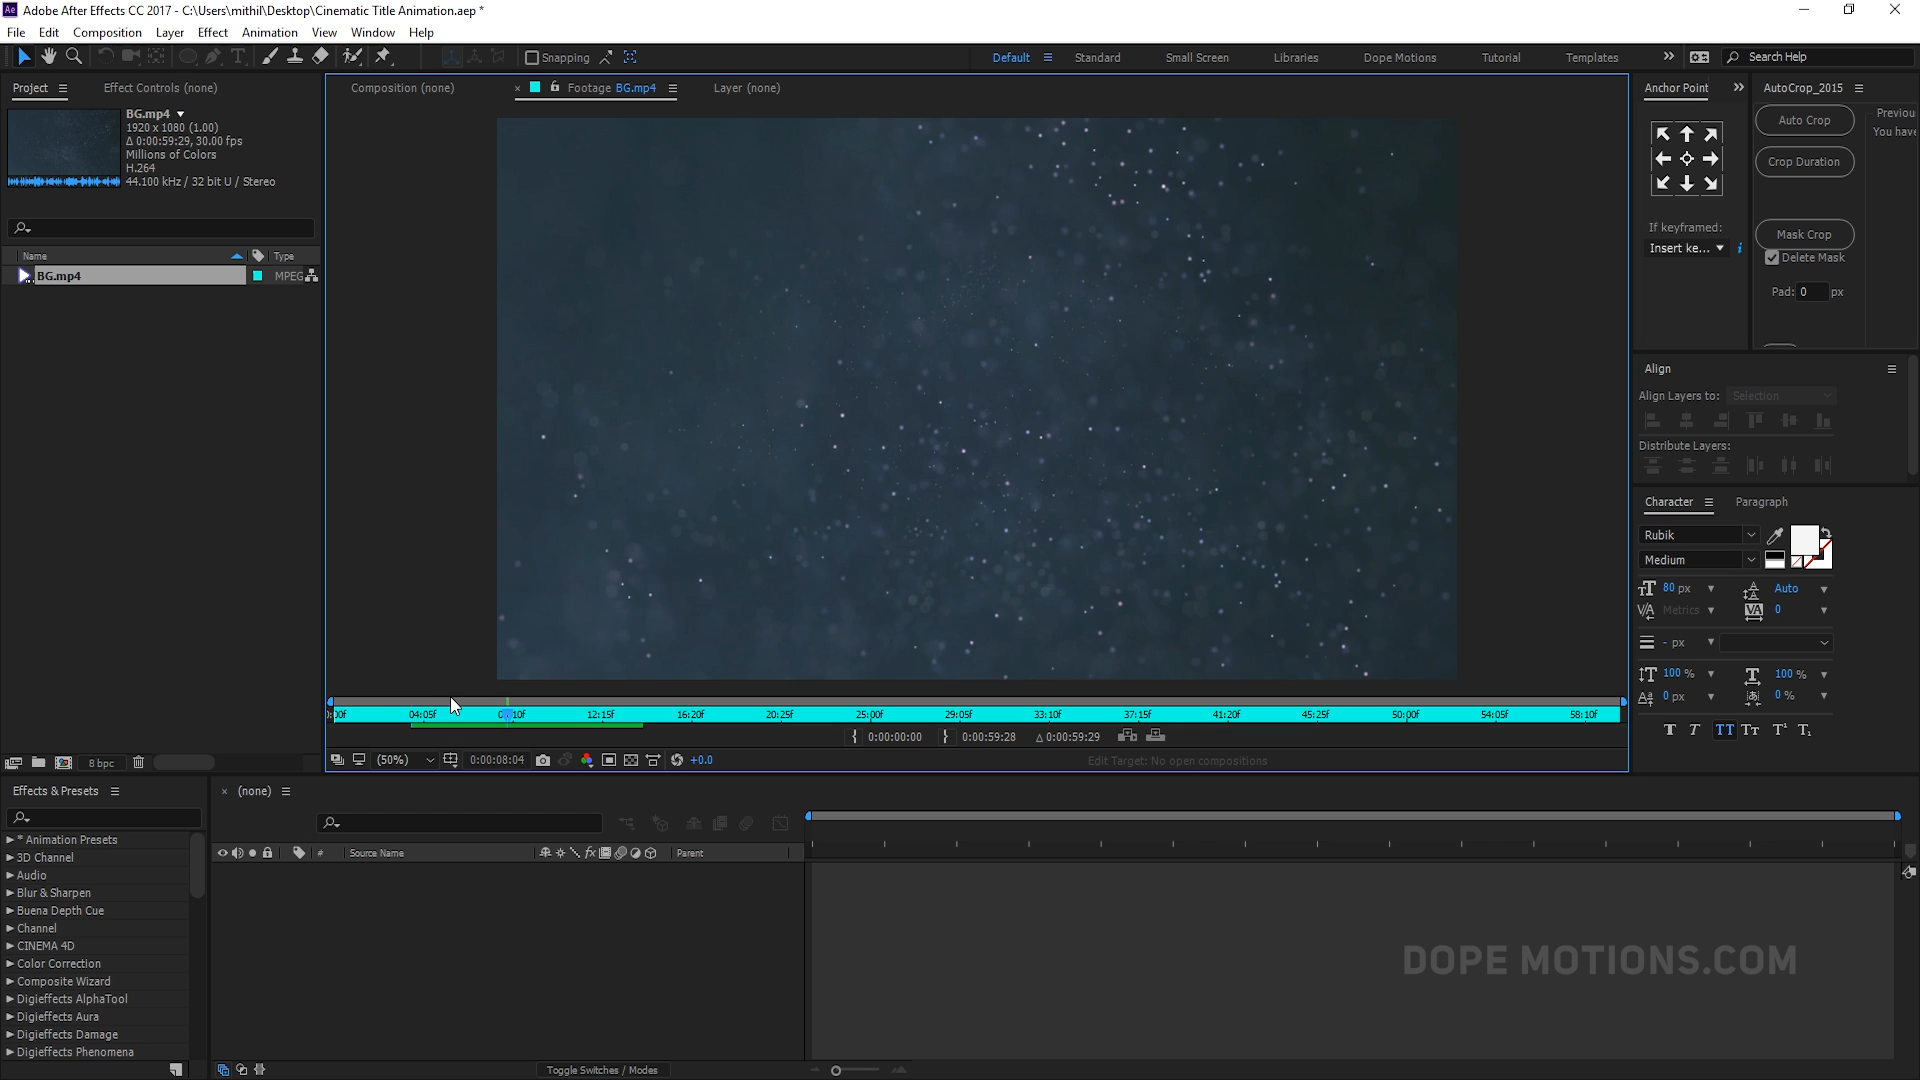 Adobe After Effects CC 2017 - C:\Users\mithil\Desktop\Cinematic Title Animation.aep *
File Edit Composition Layer Effect Animation View Window Help
Snapping
Default Standard Small Screen Libraries Dope Motions Tutorial Templates Search Help
Project Effect Controls (none)
BG.mp4
1920 x 1080 (1.00)
Δ 0:00:59:29, 30.00 fps
Millions of Colors
H.264
44.100 kHz / 32 bit U / Stereo
Name Type
BG.mp4 MPEG
8 bpc
Composition (none) Footage BG.mp4 Layer (none)
04:05f 12:15f 16:20f 20:25f 25:00f 29:05f 33:10f 37:15f 41:20f 45:25f 50:00f 54:05f 58:10f
0:00:00:00 0:00:59:28 Δ 0:00:59:29
(50%) 0:00:08:04 +0.0 Edit Target: No open compositions
Anchor Point
If keyframed:
Insert ke...
AutoCrop_2015
Auto Crop
Crop Duration
Mask Crop
Delete Mask
Pad: 0 px
Previou
You have
Align
Align Layers to: Selection
Distribute Layers:
Character Paragraph
Rubik
Medium
80 px Auto
Metrics 0
- px
100 % 100 %
0 px 0 %
Effects & Presets
* Animation Presets
3D Channel
Audio
Blur & Sharpen
Buena Depth Cue
Channel
CINEMA 4D
Color Correction
Composite Wizard
Digieffects AlphaTool
Digieffects Aura
Digieffects Damage
Digieffects Phenomena
(none)
# Source Name Parent
Toggle Switches / Modes
DOPE MOTIONS.COM